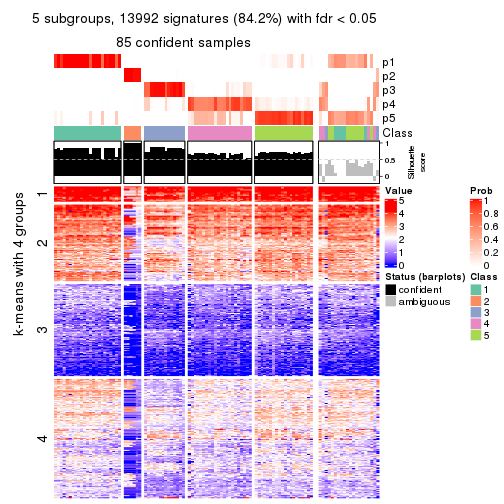 5 subgroups, 13992 signatures (84.2%) with fdr < 0.05
85 confident samples
p1
p2
p3
p4
p5
Class
1
0.5
0
Silhouette
score
k-means with 4 groups
1
2
3
4
Value
5
4
3
2
1
0
Prob
1
0.8
0.6
0.4
0.2
0
Status (barplots)
confident
ambiguous
Class
1
2
3
4
5